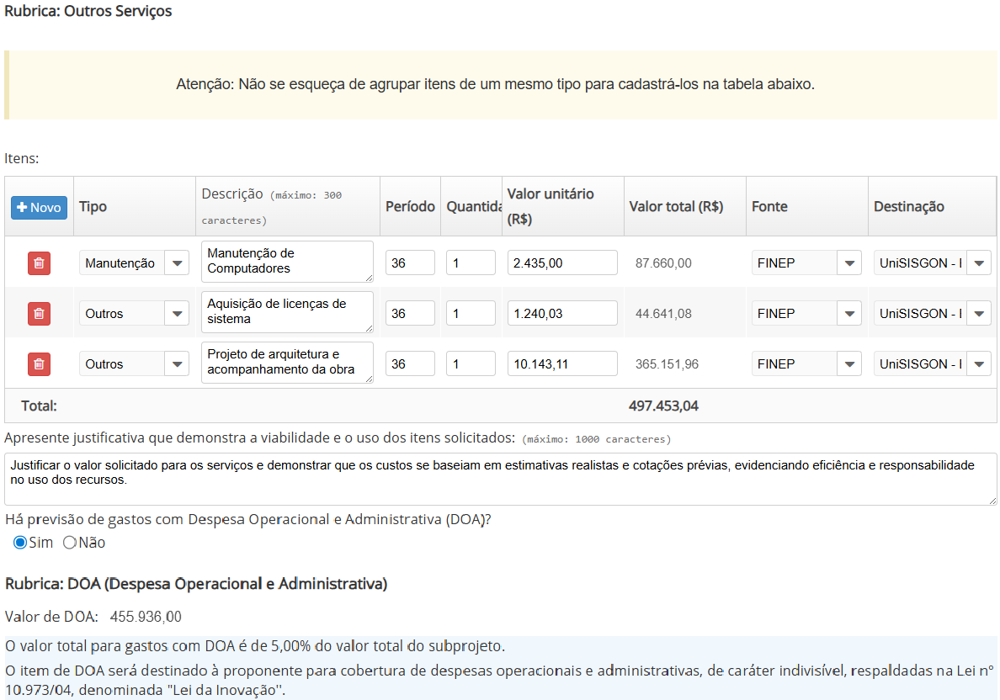 Rubrica: Outros Serviços
Atenção: Não se esqueça de agrupar itens de um mesmo tipo para cadastrá-los na tabela abaixo.
Itens:
Novo Tipo Descrição (máximo: 300 caracteres) Período Quantida Valor unitário (R$) Valor total (R$) Fonte Destinação
Manutenção Manutenção de Computadores 36 1 2.435,00 87.660,00 FINEP UniSISGON - I
Outros Aquisição de licenças de sistema 36 1 1.240,03 44.641,08 FINEP UniSISGON - I
Outros Projeto de arquitetura e acompanhamento da obra 36 1 10.143,11 365.151,96 FINEP UniSISGON - I
Total: 497.453,04
Apresente justificativa que demonstra a viabilidade e o uso dos itens solicitados: (máximo: 1000 caracteres)
Justificar o valor solicitado para os serviços e demonstrar que os custos se baseiam em estimativas realistas e cotações prévias, evidenciando eficiência e responsabilidade
no uso dos recursos.
Há previsão de gastos com Despesa Operacional e Administrativa (DOA)?
Sim Não
Rubrica: DOA (Despesa Operacional e Administrativa)
Valor de DOA: 455.936,00
O valor total para gastos com DOA é de 5,00% do valor total do subprojeto.
O item de DOA será destinado à proponente para cobertura de despesas operacionais e administrativas, de caráter indivisível, respaldadas na Lei nº
10.973/04, denominada "Lei da Inovação".